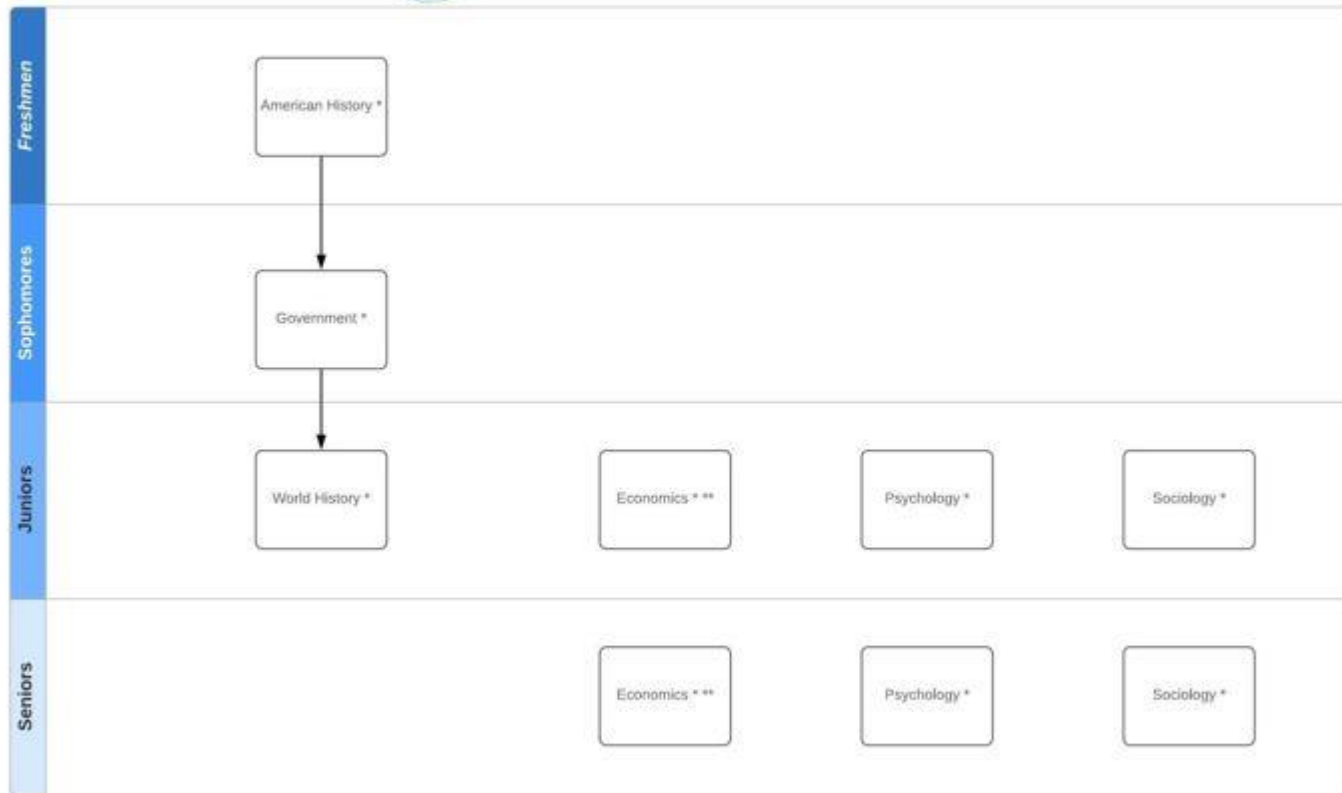 Freshmen
American History *
Sophomores
Government *
Juniors
World History *
Economics * **
Psychology *
Sociology *
Seniors
Economics * **
Psychology *
Sociology *